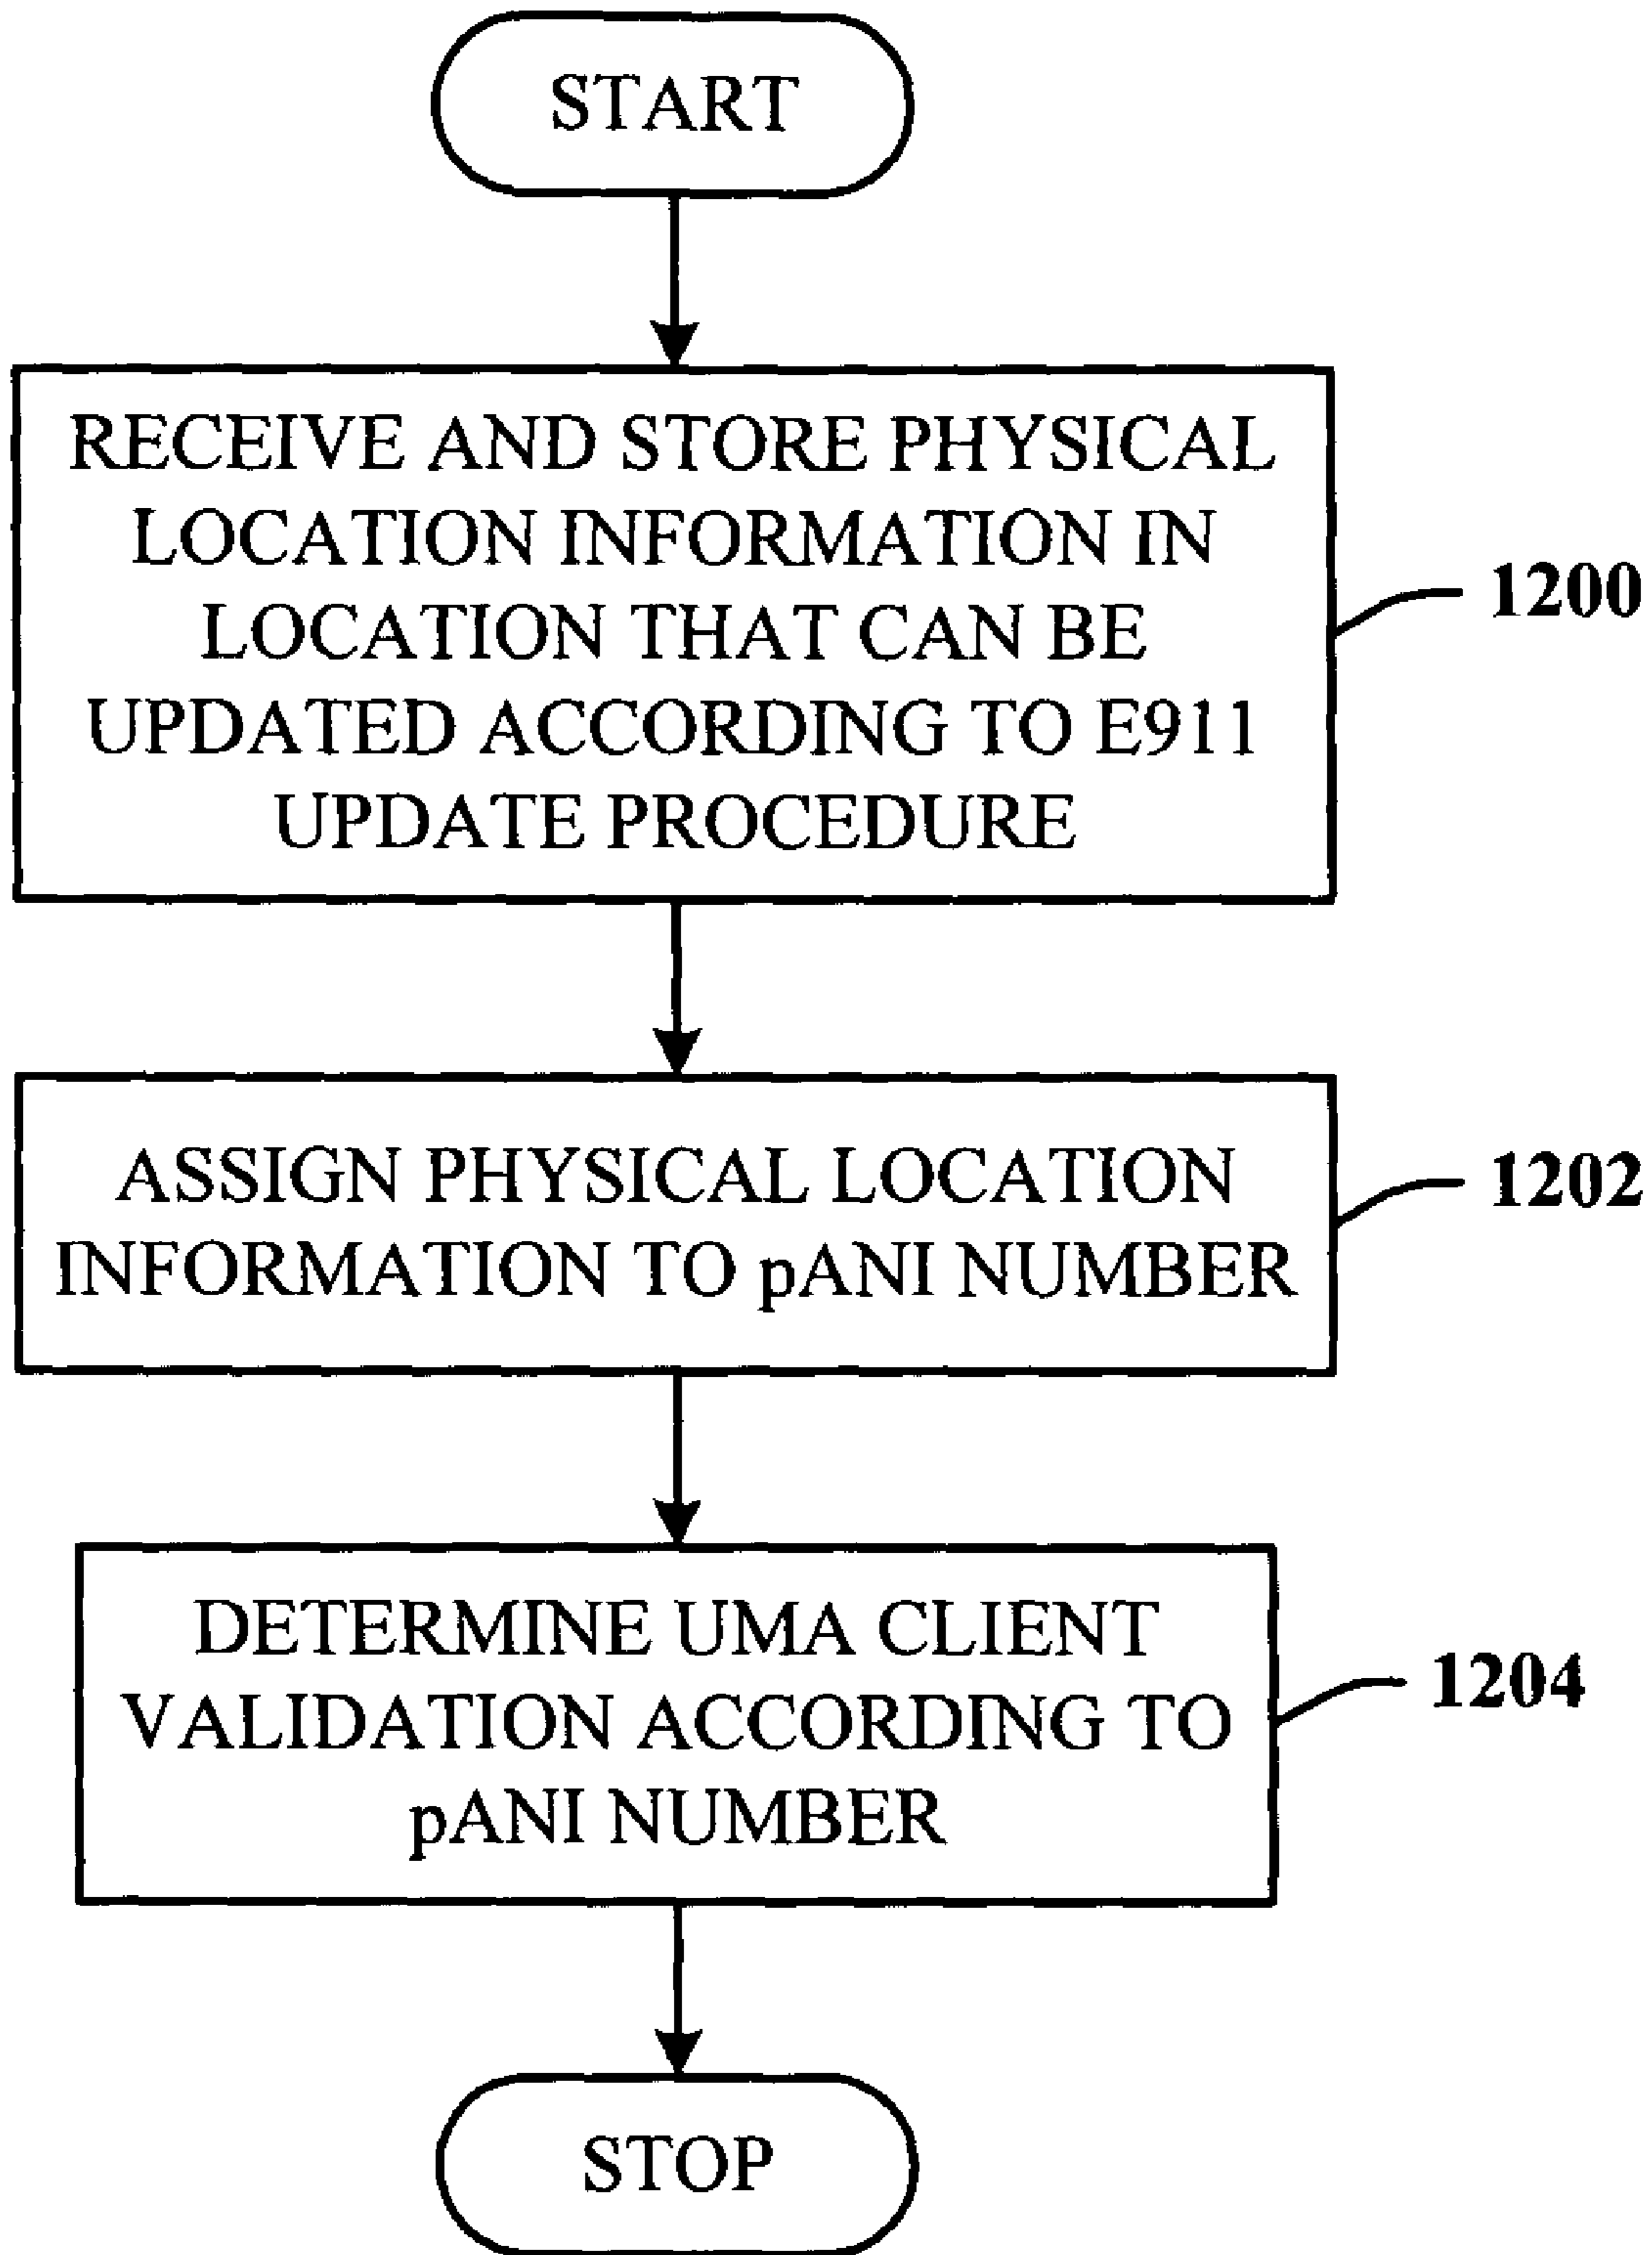 START
RECEIVE AND STORE PHYSICAL
LOCATION INFORMATION IN
LOCATION THAT CAN BE
UPDATED ACCORDING TO E911
UPDATE PROCEDURE
1200
ASSIGN PHYSICAL LOCATION
INFORMATION TO pANI NUMBER
1202
DETERMINE UMA CLIENT
VALIDATION ACCORDING TO
pANI NUMBER
1204
STOP